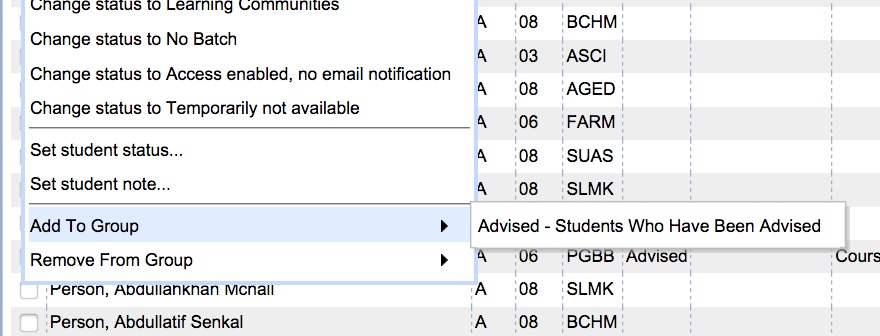 Change status to Learning Communities
A 08 BCHM
Change status to No Batch
A 03 ASCI
Change status to Access enabled, no email notification
A 08 AGED
Change status to Temporarily not available
A 06 FARM
Set student status...
A 08 SUAS
Set student note...
A 08 SLMK
Add To Group
Advised - Students Who Have Been Advised
Remove From Group
A 06 PGBB Advised Cours
Person, Abdullahkhan Mchall
A 08 SLMK
Person, Abdullatif Senkal
A 08 BCHM